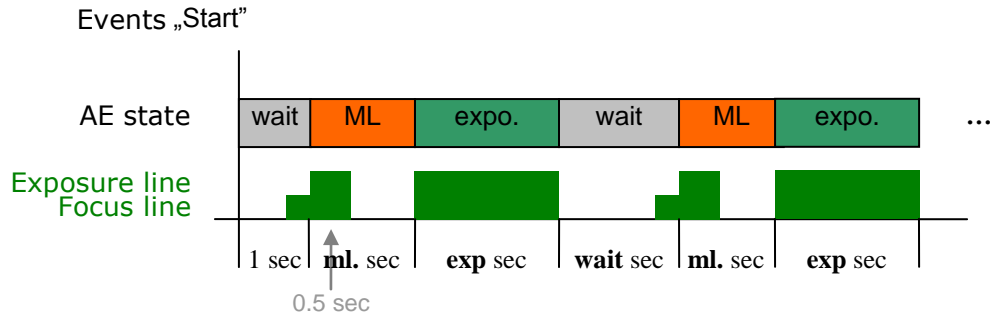 Events „Start”
AE state wait ML expo. wait ML expo. ...
Exposure line
Focus line
1 sec ml. sec exp sec wait sec ml. sec exp sec
0.5 sec